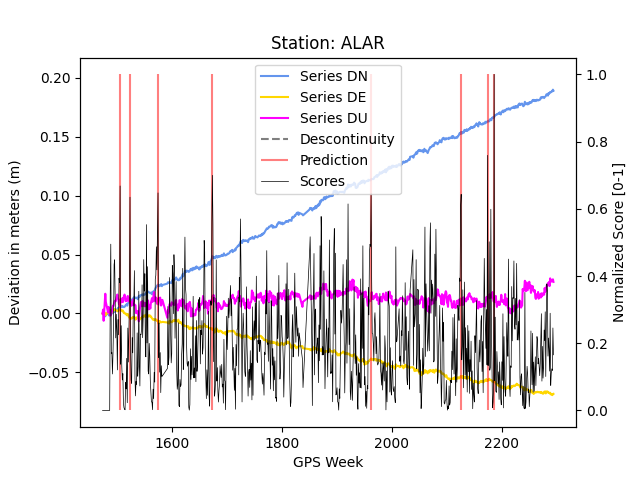 Station: ALAR
Series DN
Series DE
Series DU
Discontinuity
Prediction
Scores
Deviation in meters (m)
0.20
0.15
0.10
0.05
0.00
−0.05
Normalized Score [0-1]
1.0
0.8
0.6
0.4
0.2
0.0
1600 1800 2000 2200
GPS Week